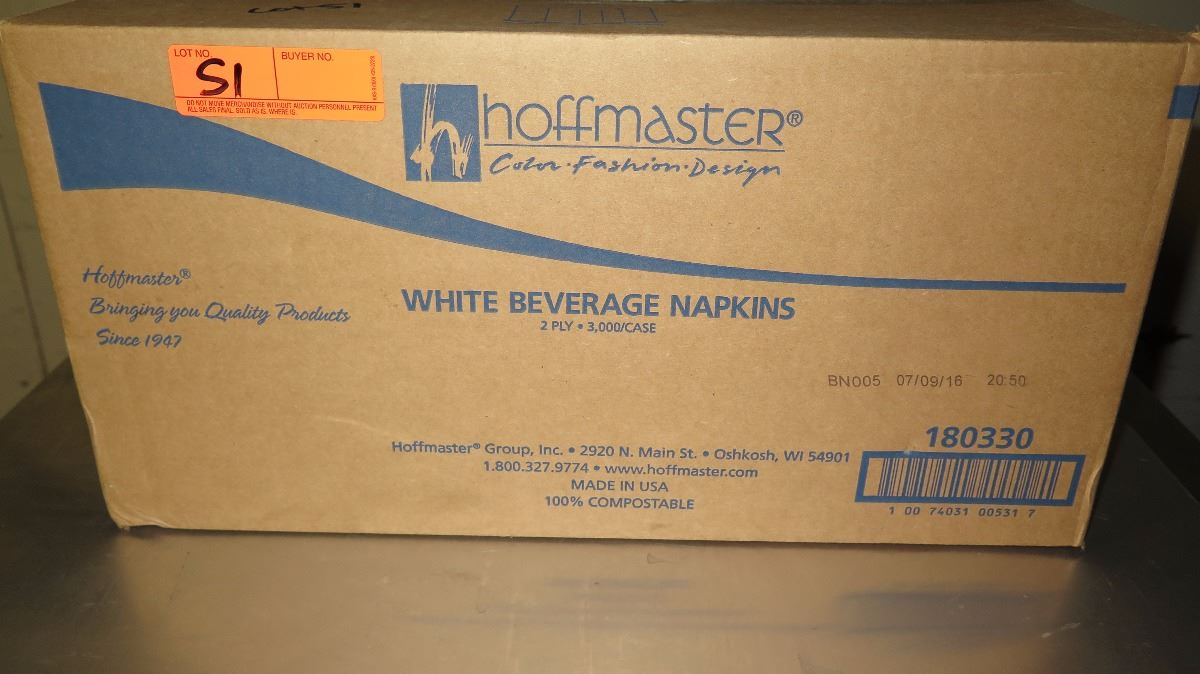 LOT NO.
S1
BUYER NO.
DO NOT MOVE MERCHANDISE WITHOUT AUCTION PERSONNEL PRESENT
ALL SALES FINAL. SOLD AS IS. WHERE IS.
hoffmaster®
Color·Fashion·Design
Hoffmaster®
Bringing you Quality Products
Since 1947
WHITE BEVERAGE NAPKINS
2 PLY • 3,000/CASE
BN005 07/09/16 20:50
Hoffmaster® Group, Inc. • 2920 N. Main St. • Oshkosh, WI 54901
1.800.327.9774 • www.hoffmaster.com
MADE IN USA
100% COMPOSTABLE
180330
1 00 74031 00531 7